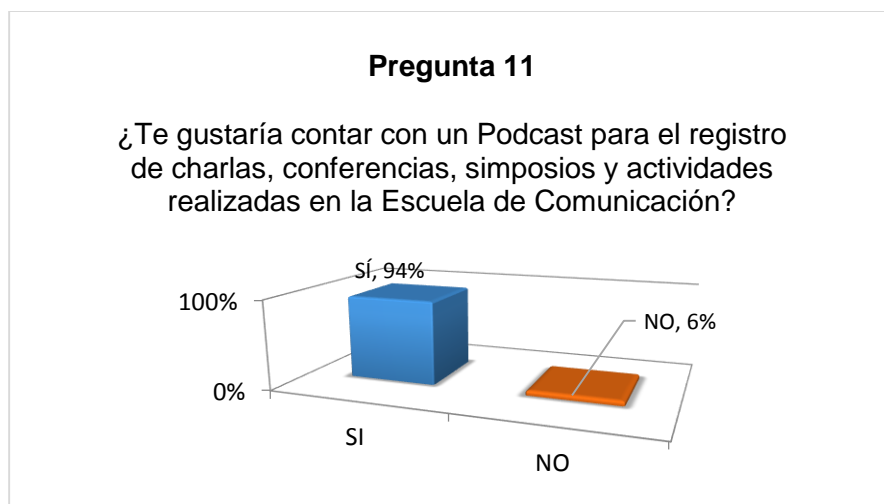 Pregunta 11
¿Te gustaría contar con un Podcast para el registro
de charlas, conferencias, simposios y actividades
realizadas en la Escuela de Comunicación?
SÍ, 94%
100%
NO, 6%
0%
SI
NO